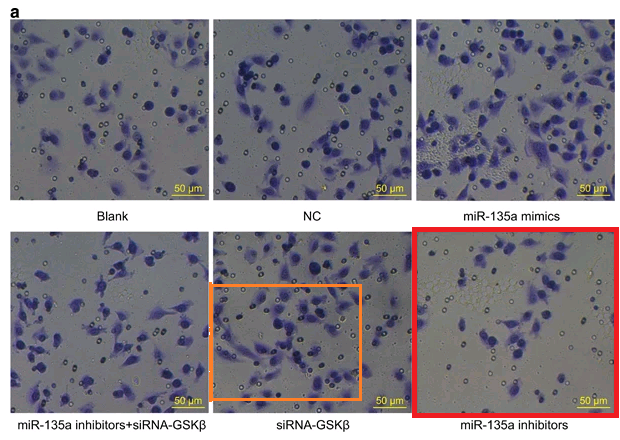 a
50 µm
50 µm
50 µm
Blank
NC
miR-135a mimics
50 µm
50 µm
50 µm
miR-135a inhibitors+siRNA-GSKβ
siRNA-GSKβ
miR-135a inhibitors